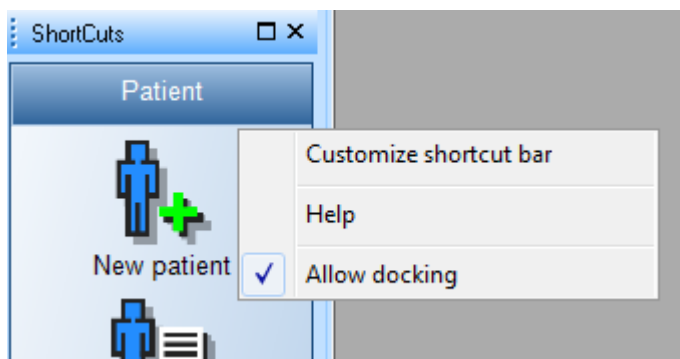 ShortCuts
Patient
Customize shortcut bar
Help
New patient
Allow docking